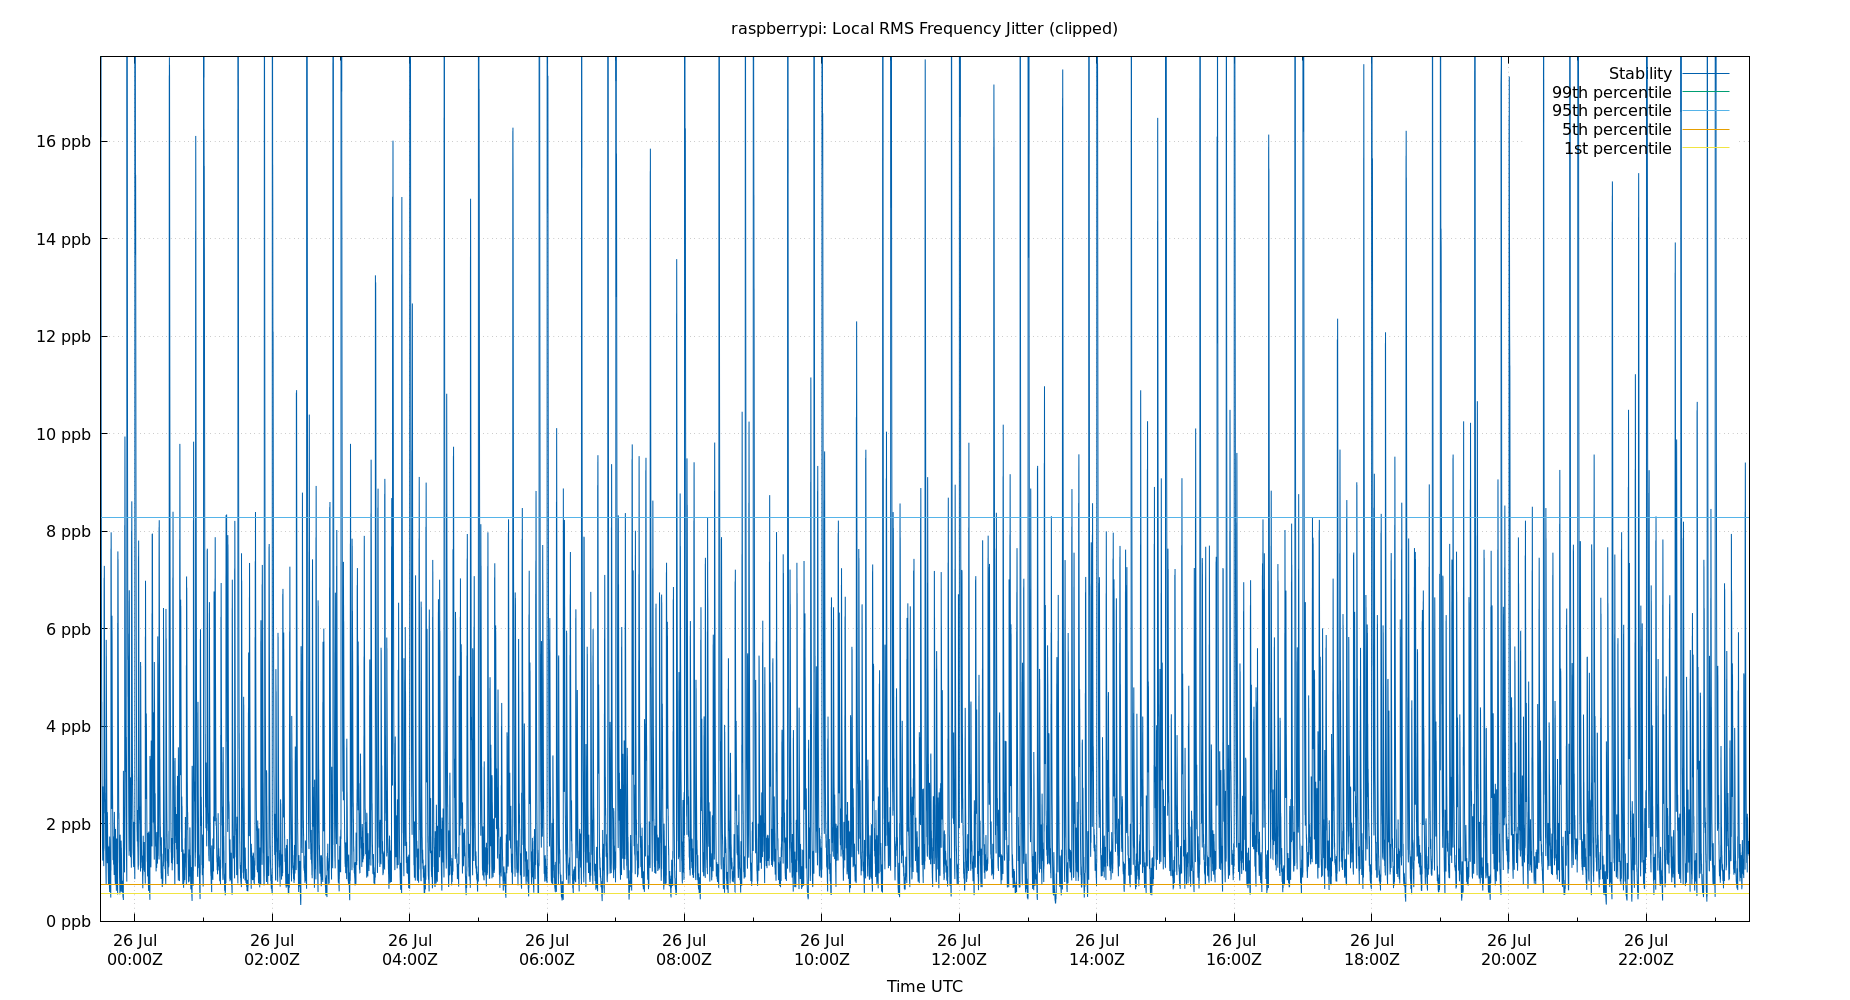 raspberrypi: Local RMS Frequency Jitter (clipped)
Stability
99th percentile
95th percentile
5th percentile
1st percentile
16 ppb
14 ppb
12 ppb
10 ppb
8 ppb
6 ppb
4 ppb
2 ppb
0 ppb
26 Jul 26 Jul 26 Jul 26 Jul 26 Jul 26 Jul 26 Jul 26 Jul 26 Jul 26 Jul 26 Jul 26 Jul
00:00Z 02:00Z 04:00Z 06:00Z 08:00Z 10:00Z 12:00Z 14:00Z 16:00Z 18:00Z 20:00Z 22:00Z
Time UTC